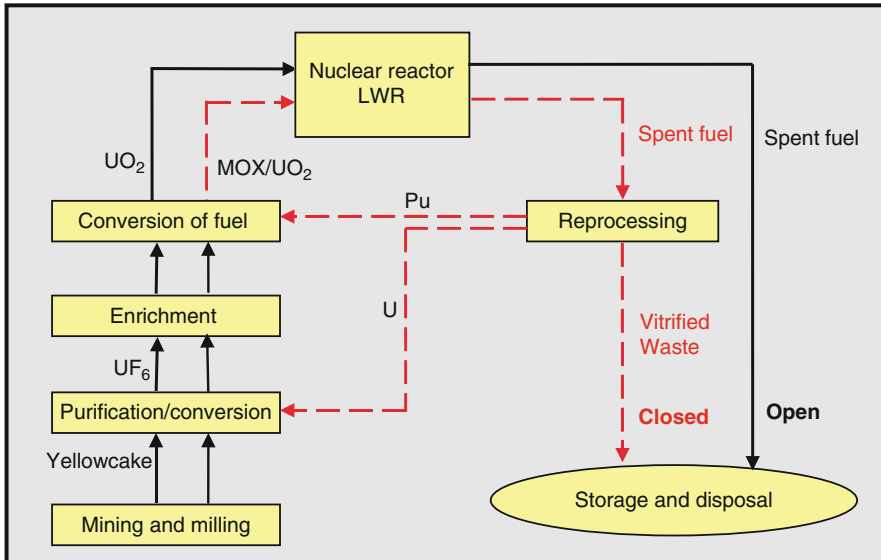 Nuclear reactor
LWR
UO₂
MOX/UO₂
Spent fuel
Spent fuel
Pu
Conversion of fuel
Reprocessing
Enrichment
U
Vitrified
Waste
UF₆
Purification/conversion
Closed
Open
Yellowcake
Storage and disposal
Mining and milling